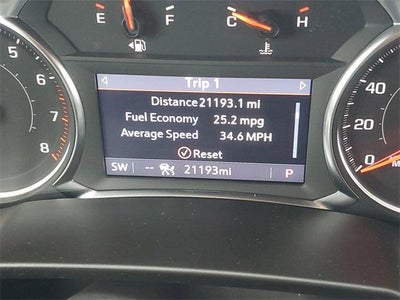 E F C H
Trip 1
Distance 21193.1 mi
Fuel Economy 25.2 mpg
Average Speed 34.6 MPH
Reset
SW -- 21193mi P
6
7
8
40
20
0